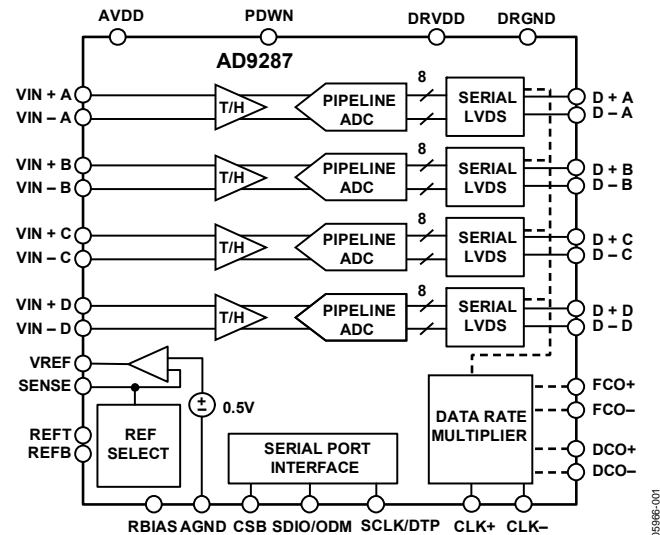 AVDD PDWN DRVDD DRGND
AD9287
VIN + A
VIN – A
T/H
PIPELINE
ADC
8
SERIAL
LVDS
D + A
D – A
VIN + B
VIN – B
T/H
PIPELINE
ADC
8
SERIAL
LVDS
D + B
D – B
VIN + C
VIN – C
T/H
PIPELINE
ADC
8
SERIAL
LVDS
D + C
D – C
VIN + D
VIN – D
T/H
PIPELINE
ADC
8
SERIAL
LVDS
D + D
D – D
VREF
SENSE
REFT
REFB
REF
SELECT
+
–
0.5V
SERIAL PORT
INTERFACE
DATA RATE
MULTIPLIER
FCO+
FCO–
DCO+
DCO–
RBIAS AGND CSB SDIO/ODM SCLK/DTP CLK+ CLK–
05966-001